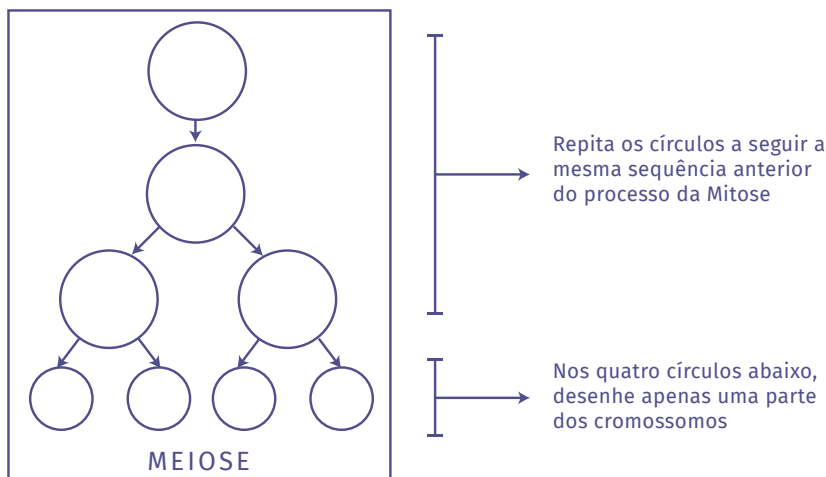 Repita os círculos a seguir a
mesma sequência anterior
do processo da Mitose
Nos quatro círculos abaixo,
desenhe apenas uma parte
dos cromossomos
MEIOSE